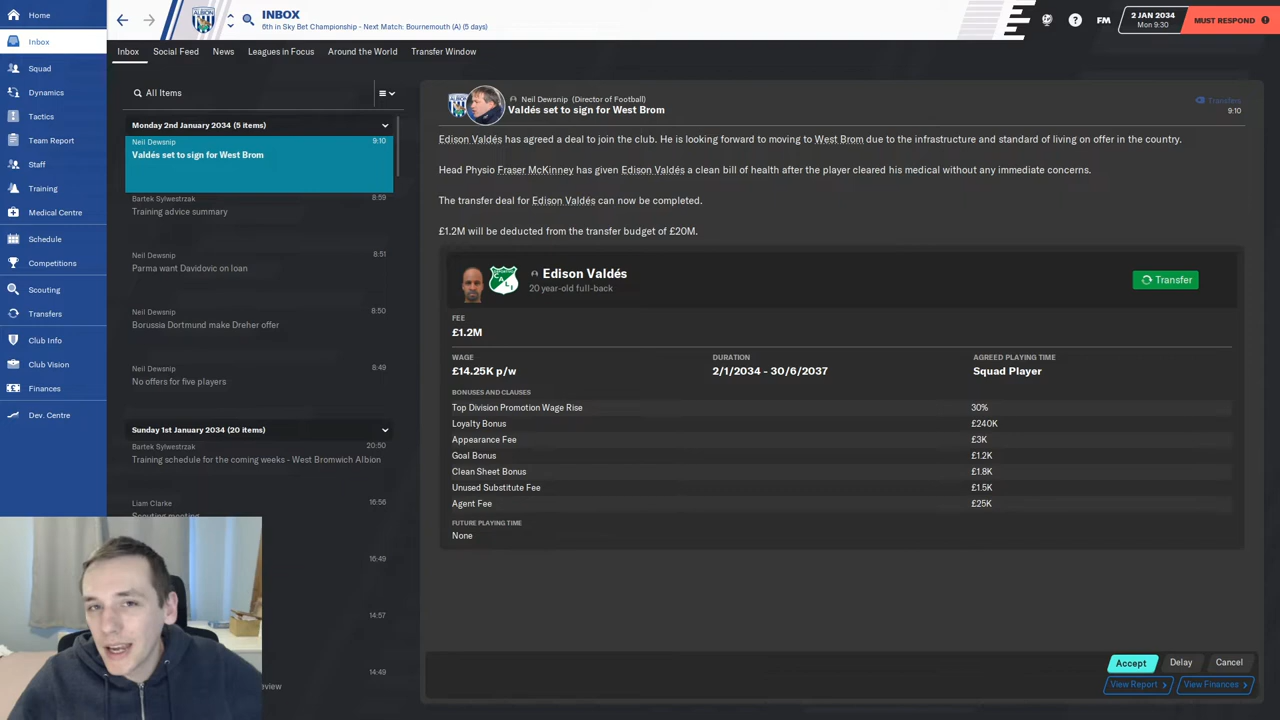 Home
Inbox
Squad
Dynamics
Tactics
Team Report
Staff
Training
Medical Centre
Schedule
Competitions
Scouting
Transfers
Club Info
Club Vision
Finances
Dev. Centre
ALBION
INBOX
6th in Sky Bet Championship - Next Match: Bournemouth (A) (5 days)
FM
2 JAN 2034
Mon 9:30
MUST RESPOND
Inbox
Social Feed
News
Leagues in Focus
Around the World
Transfer Window
All Items
Monday 2nd January 2034 (5 items)
Neil Dewsnip 9:10
Valdés set to sign for West Brom
Bartek Sylwestrzak 8:59
Training advice summary
Neil Dewsnip 8:51
Parma want Davidovic on loan
Neil Dewsnip 8:50
Borussia Dortmund make Dreher offer
Neil Dewsnip 8:49
No offers for five players
Sunday 1st January 2034 (20 items)
Bartek Sylwestrzak 20:50
Training schedule for the coming weeks - West Bromwich Albion
Liam Clarke 16:56
Scouting meeting
16:49
14:57
14:49
Neil Dewsnip (Director of Football)
Valdés set to sign for West Brom
Transfers
9:10
Edison Valdés has agreed a deal to join the club. He is looking forward to moving to West Brom due to the infrastructure and standard of living on offer in the country.
Head Physio Fraser McKinney has given Edison Valdés a clean bill of health after the player cleared his medical without any immediate concerns.
The transfer deal for Edison Valdés can now be completed.
£1.2M will be deducted from the transfer budget of £20M.
CALI
Edison Valdés
20 year-old full-back
Transfer
FEE
£1.2M
WAGE
£14.25K p/w
DURATION
2/1/2034 - 30/6/2037
AGREED PLAYING TIME
Squad Player
BONUSES AND CLAUSES
Top Division Promotion Wage Rise 30%
Loyalty Bonus £240K
Appearance Fee £3K
Goal Bonus £1.2K
Clean Sheet Bonus £1.8K
Unused Substitute Fee £1.5K
Agent Fee £25K
FUTURE PLAYING TIME
None
Accept
Delay
Cancel
View Report
View Finances